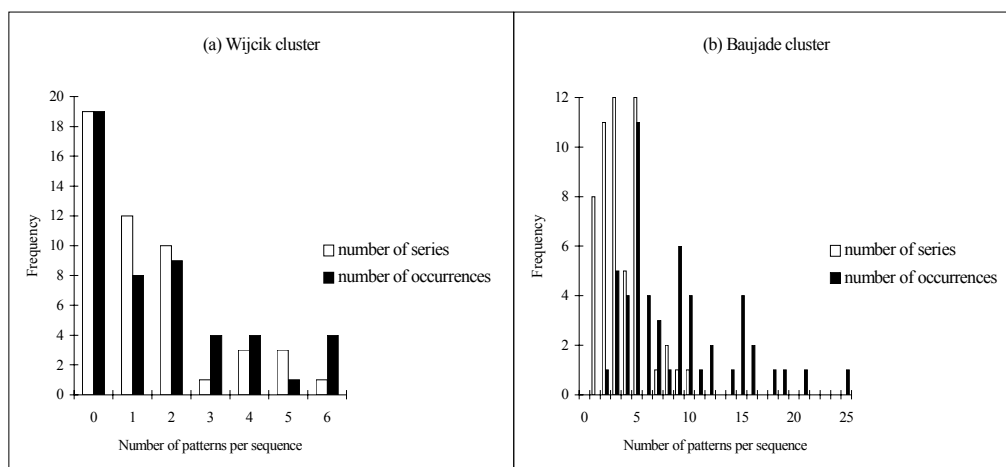 (a) Wijcik cluster
20
18
16
14
12
10
8
6
4
2
0
Frequency
0 1 2 3 4 5 6
Number of patterns per sequence
number of series
number of occurrences
(b) Baujade cluster
12
10
8
6
4
2
0
Frequency
0 5 10 15 20 25
Number of patterns per sequence
number of series
number of occurrences